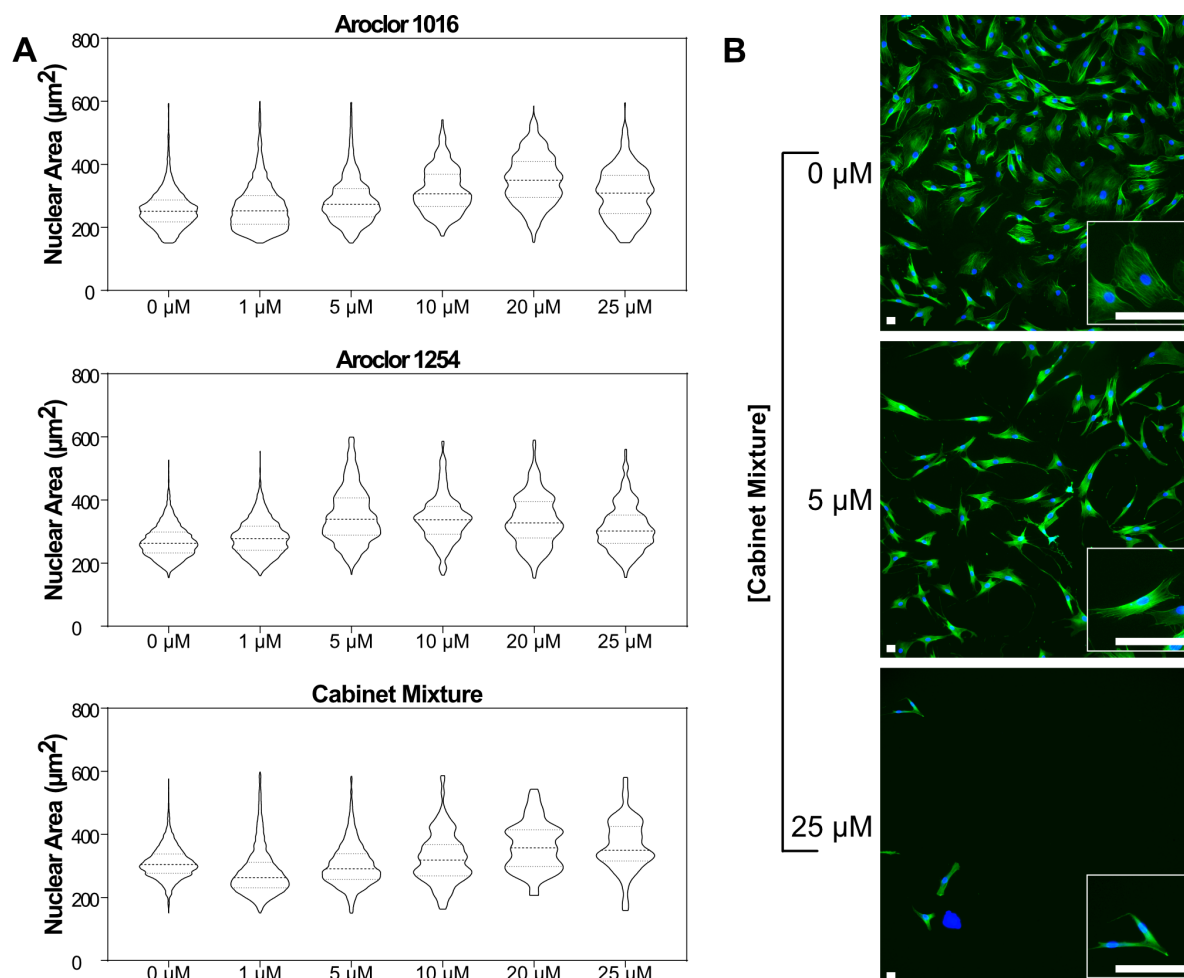 A
Aroclor 1016
Nuclear Area (µm²)
800
600
400
200
0
0 µM 1 µM 5 µM 10 µM 20 µM 25 µM
Aroclor 1254
Nuclear Area (µm²)
800
600
400
200
0
0 µM 1 µM 5 µM 10 µM 20 µM 25 µM
Cabinet Mixture
Nuclear Area (µm²)
800
600
400
200
0
0 µM 1 µM 5 µM 10 µM 20 µM 25 µM
B
[Cabinet Mixture]
0 µM
5 µM
25 µM